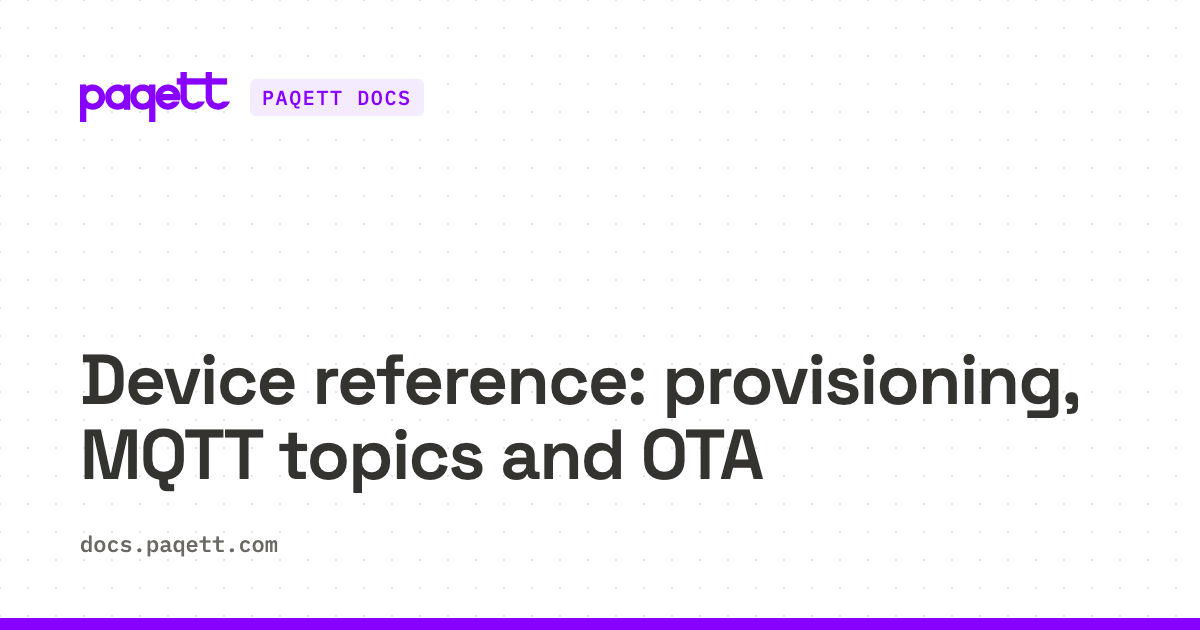 paqett
PAQETT DOCS
Device reference: provisioning,
MQTT topics and OTA
docs.paqett.com